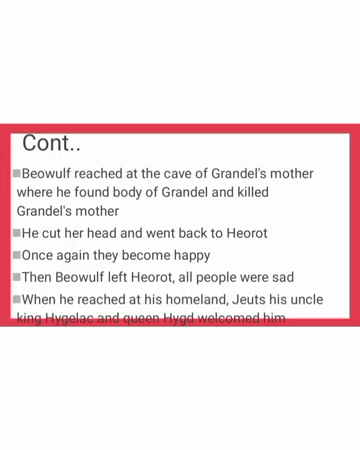 Cont..
Beowulf reached at the cave of Grandel's mother
where he found body of Grandel and killed
Grandel's mother
He cut her head and went back to Heorot
Once again they become happy
Then Beowulf left Heorot, all people were sad
When he reached at his homeland, Jeuts his uncle
king Hygelac and queen Hygd welcomed him